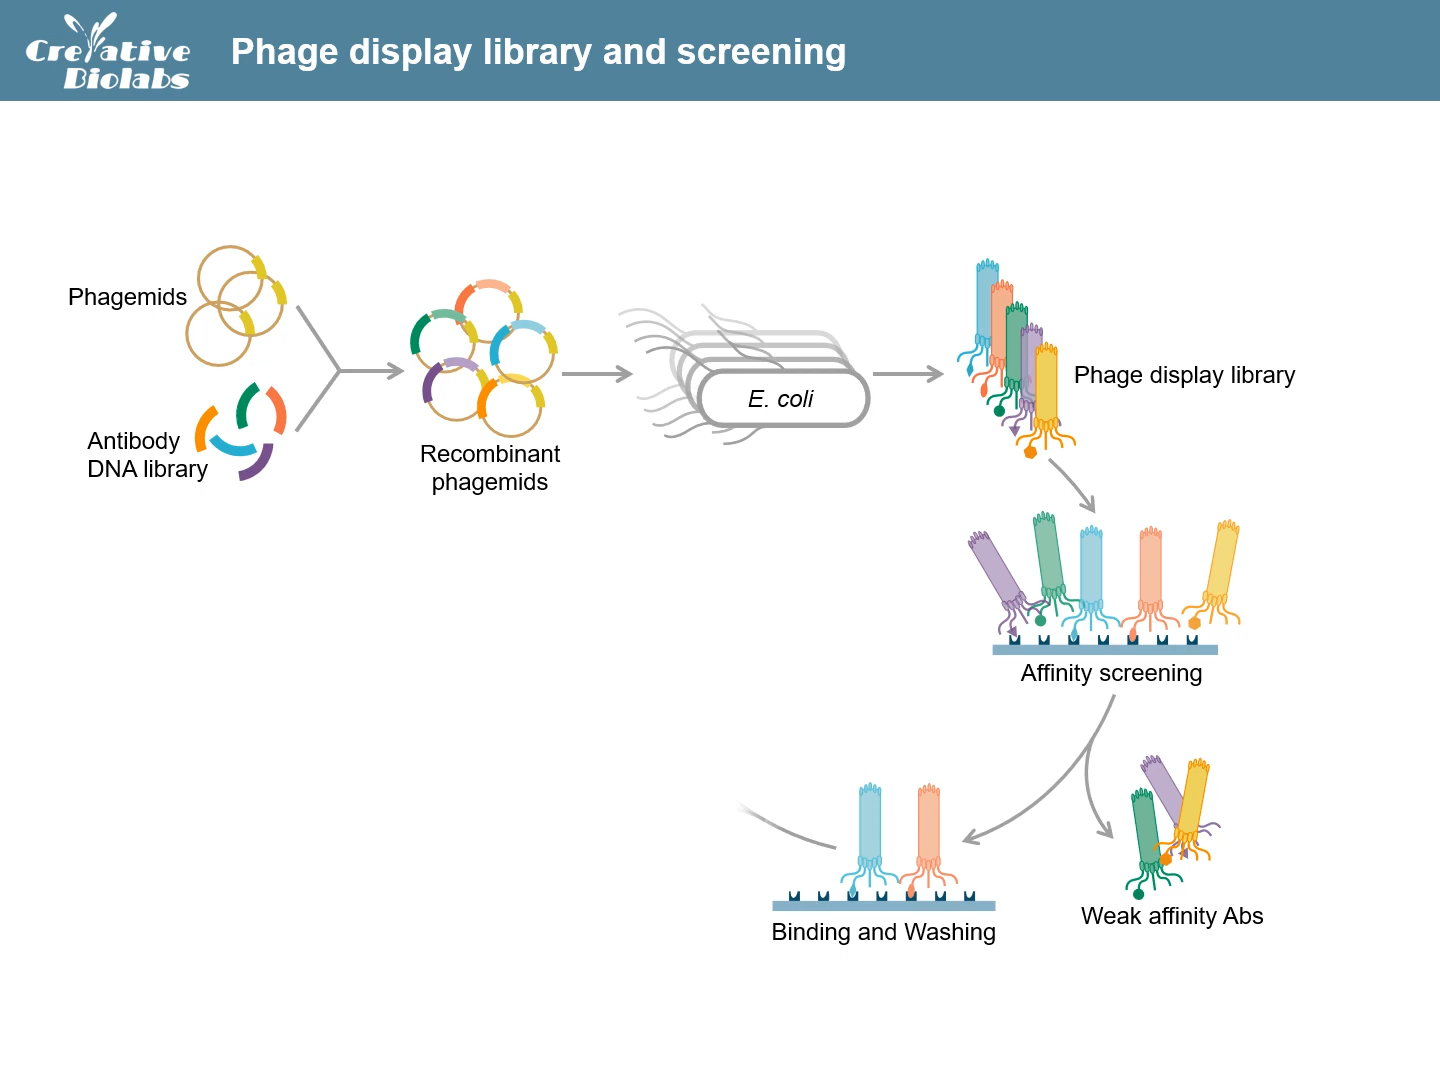 Creative
Biolabs
Phage display library and screening
Phagemids
Antibody
DNA library
Recombinant
phagemids
E. coli
Phage display library
Affinity screening
Binding and Washing
Weak affinity Abs